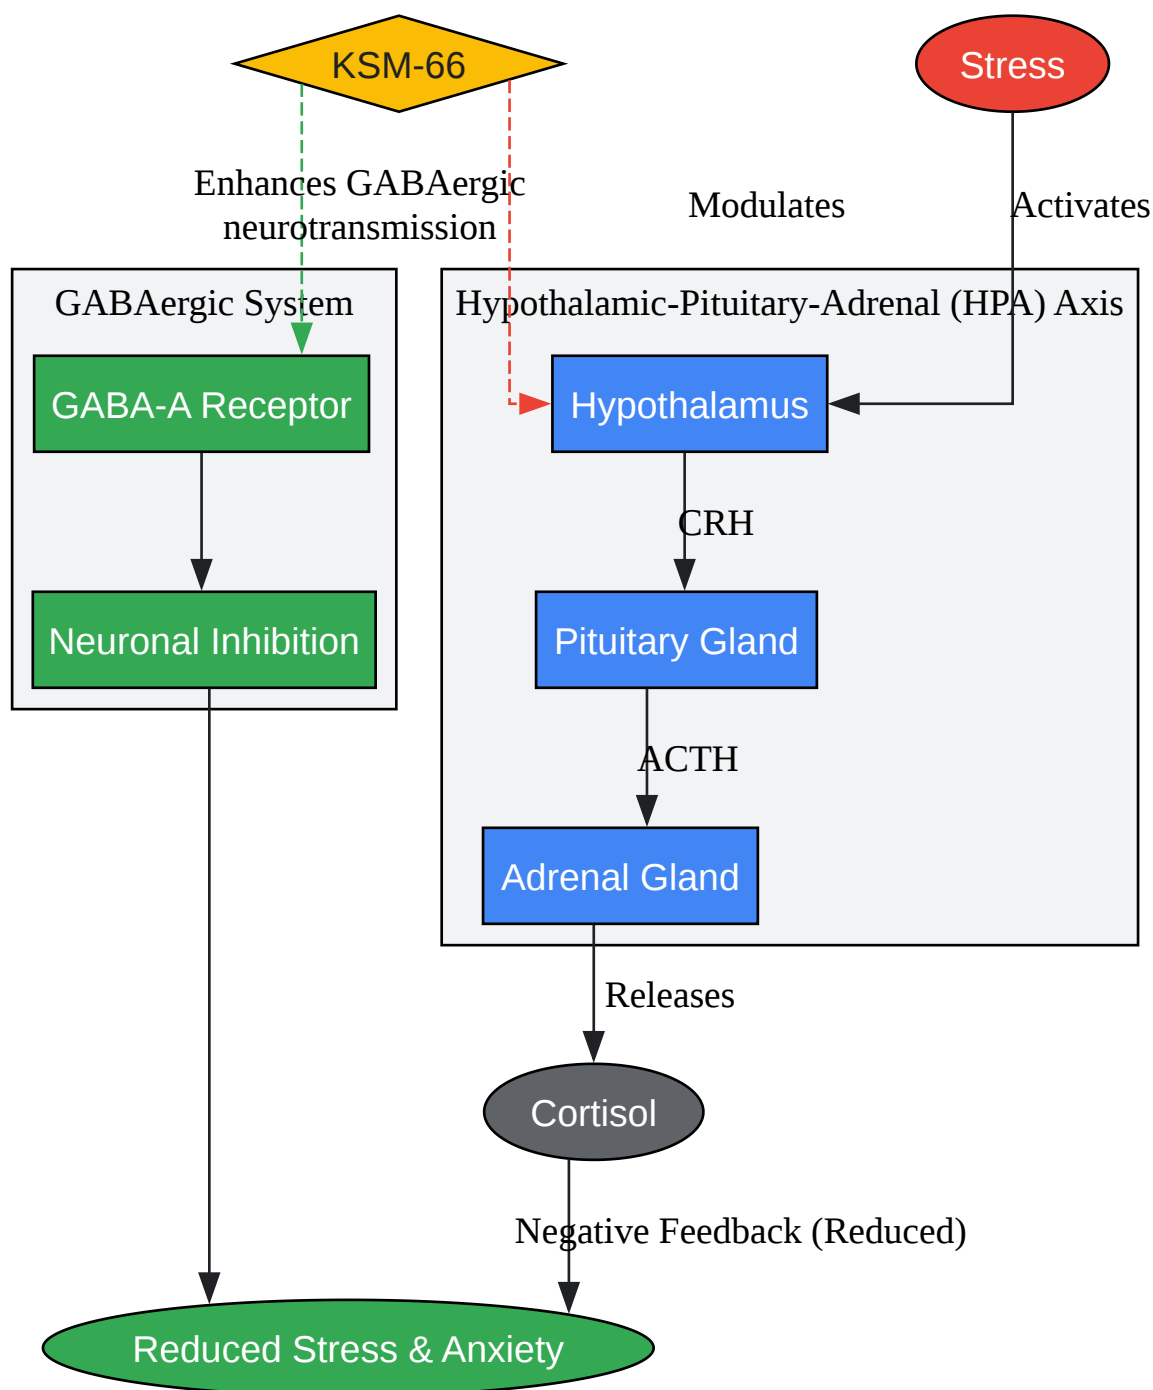 KSM-66
Stress
Enhances GABAergic
neurotransmission
Modulates
Activates
GABAergic System
Hypothalamic-Pituitary-Adrenal (HPA) Axis
GABA-A Receptor
Hypothalamus
CRH
Neuronal Inhibition
Pituitary Gland
ACTH
Adrenal Gland
Releases
Cortisol
Negative Feedback (Reduced)
Reduced Stress & Anxiety